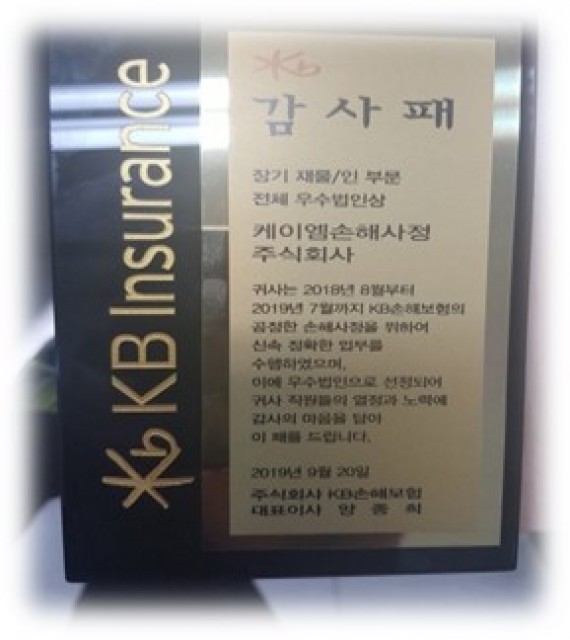 KB Insurance
Kb
감사패
장기 재물/인 부문
전체 우수법인상
케이엠손해사정
주식회사
귀사는 2018년 8월부터
2019년 7월까지 KB손해보험의
공정한 손해사정을 위하여
신속 정확한 업무를
수행하였으며,
이에 우수법인으로 선정되어
귀사 직원들의 열정과 노력에
감사의 마음을 담아
이 패를 드립니다.
2019년 9월 20일
주식회사 KB손해보험
대표이사 양종희